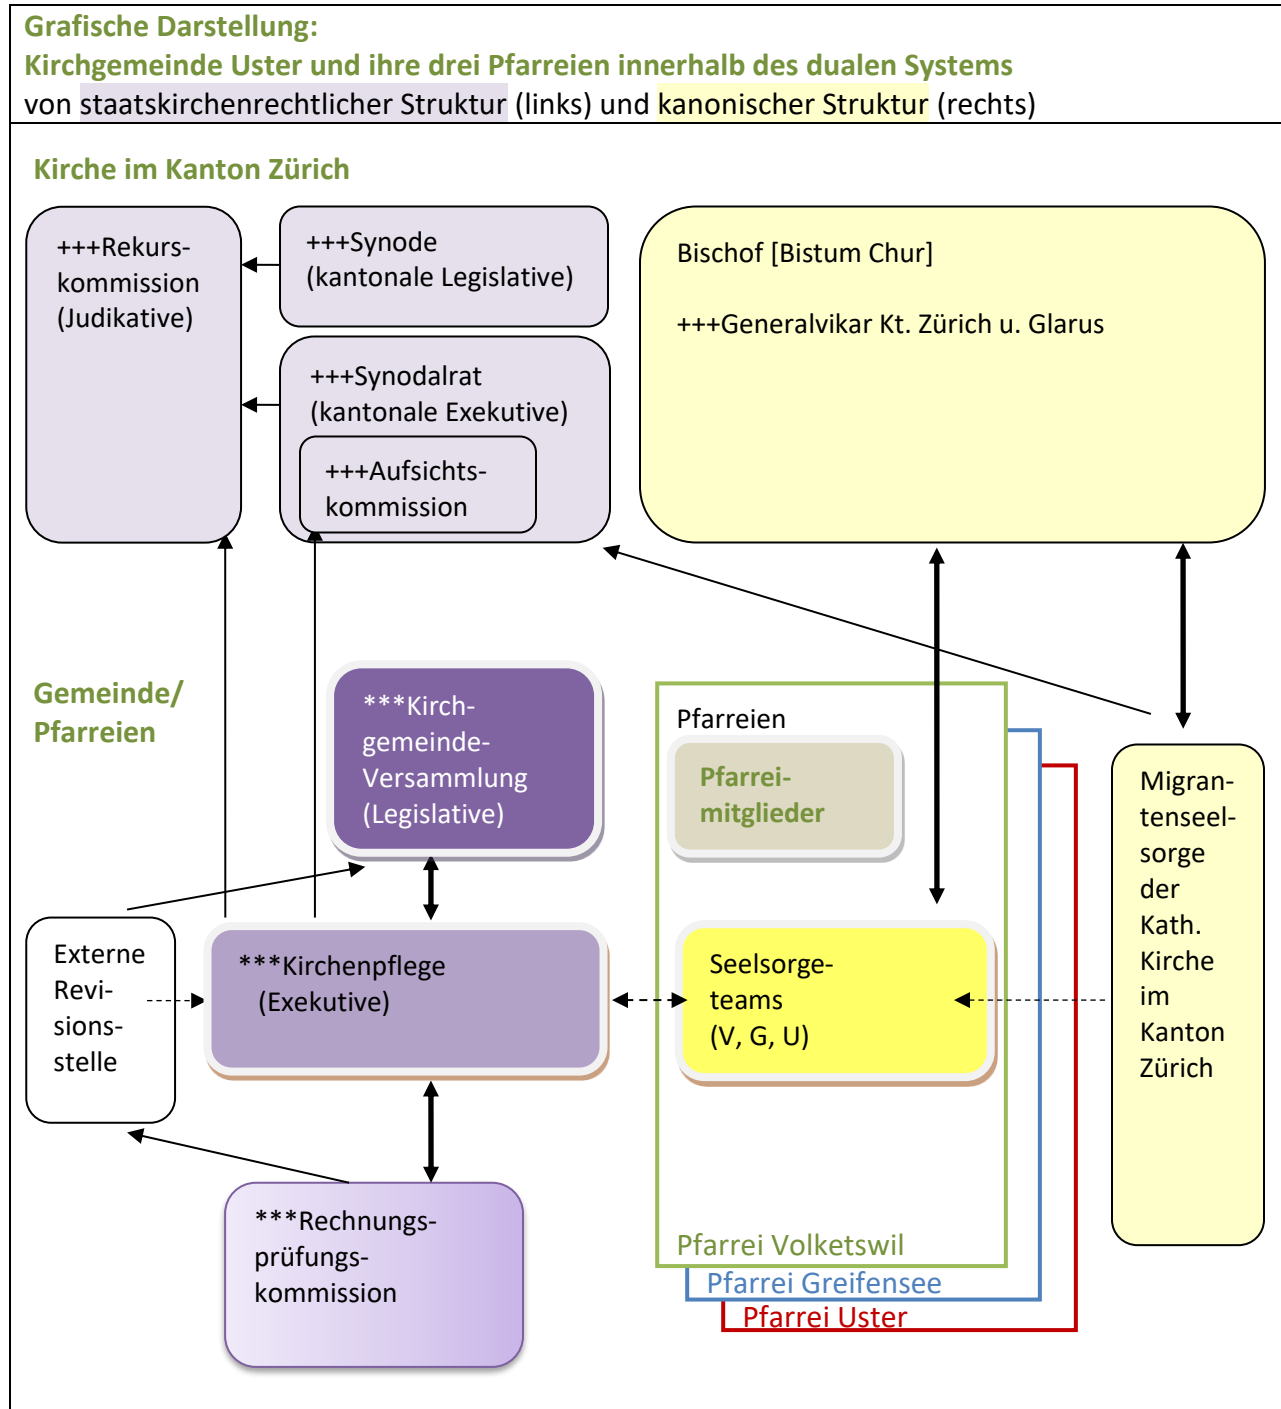 Grafische Darstellung:
Kirchgemeinde Uster und ihre drei Pfarreien innerhalb des dualen Systems
von staatskirchenrechtlicher Struktur (links) und kanonischer Struktur (rechts)
Kirche im Kanton Zürich
+++Rekurs-
kommission
(Judikative)
+++Synode
(kantonale Legislative)
+++Synodalrat
(kantonale Exekutive)
+++Aufsichts-
kommission
Bischof [Bistum Chur]
+++Generalvikar Kt. Zürich u. Glarus
Gemeinde/
Pfarreien
***Kirch-
gemeinde-
Versammlung
(Legislative)
Pfarreien
Pfarrei-
mitglieder
Migran-
tenseel-
sorge
der
Kath.
Kirche
im
Kanton
Zürich
Externe
Revi-
sions-
stelle
***Kirchenpflege
(Exekutive)
Seelsorge-
teams
(V, G, U)
***Rechnungs-
prüfungs-
kommission
Pfarrei Volketswil
Pfarrei Greifensee
Pfarrei Uster